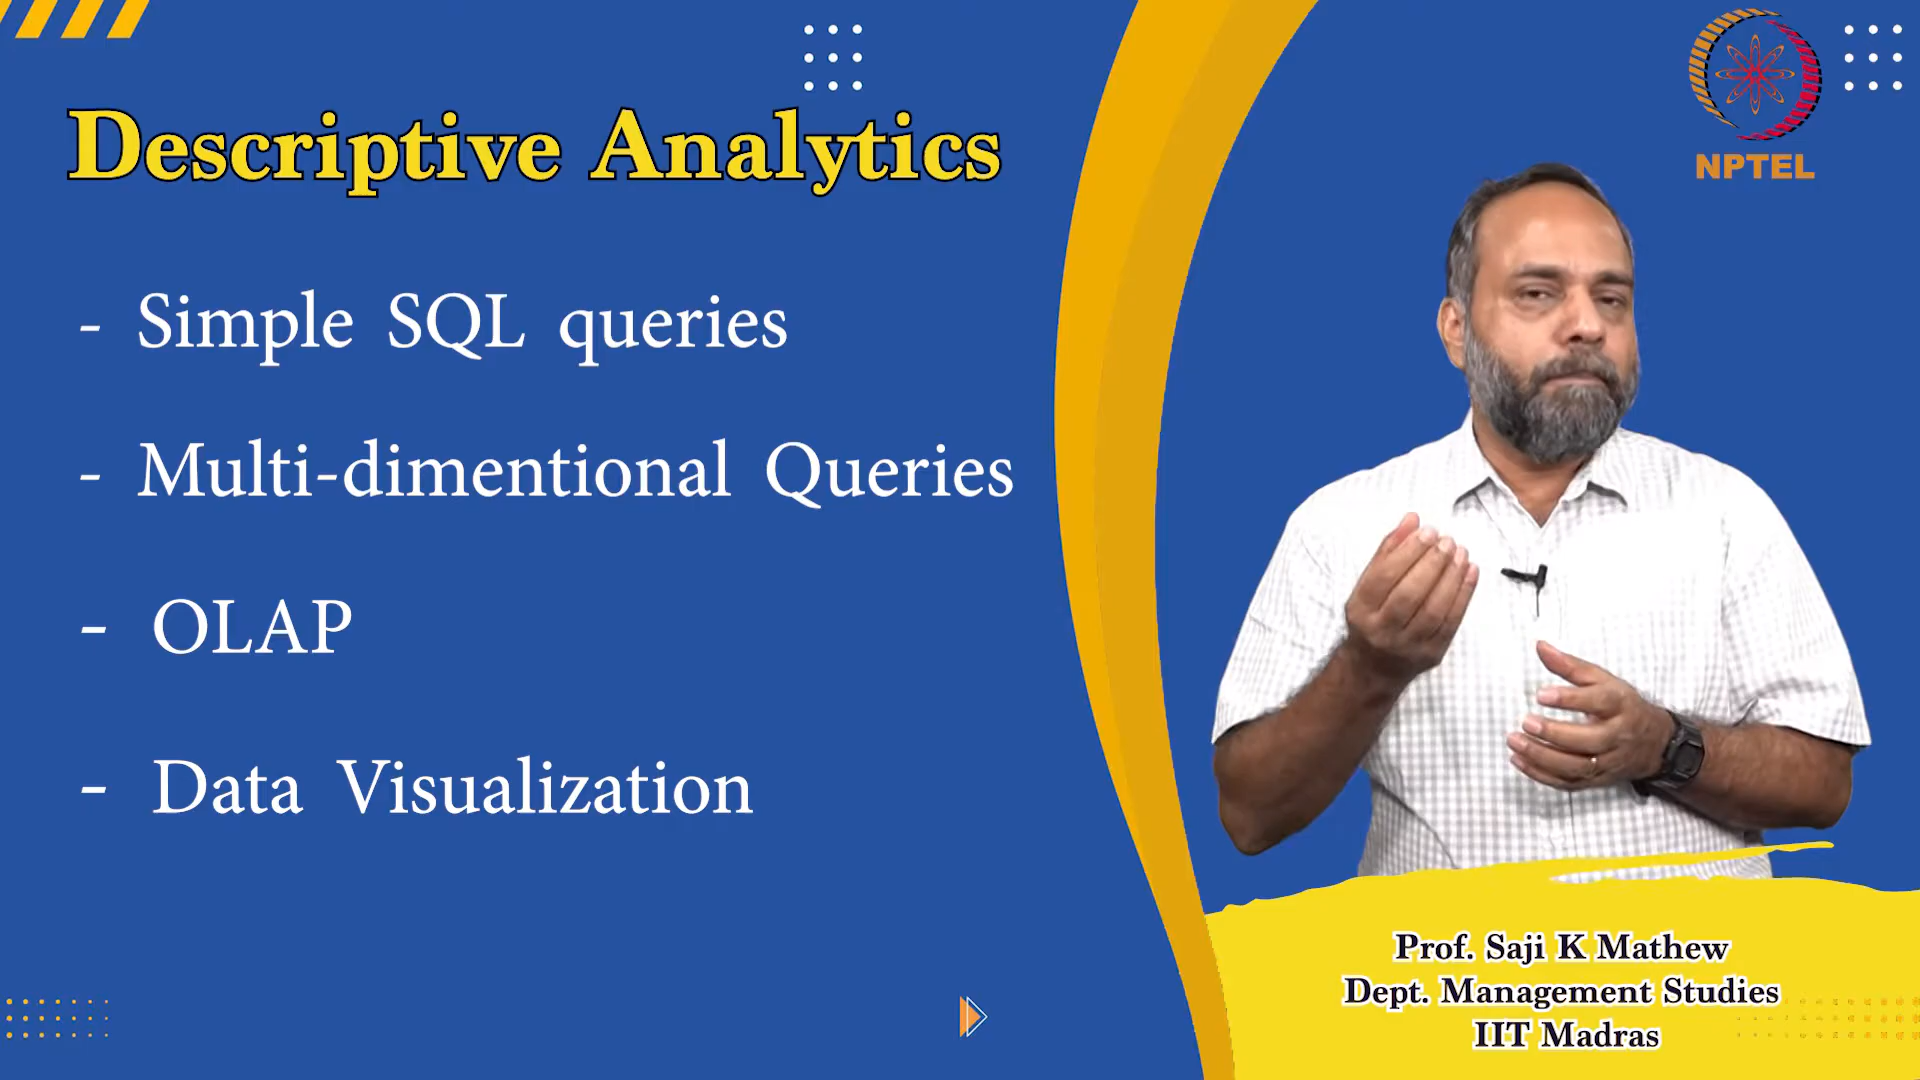 Descriptive Analytics
- Simple SQL queries
- Multi-dimentional Queries
- OLAP
- Data Visualization
NPTEL
Prof. Saji K Mathew
Dept. Management Studies
IIT Madras